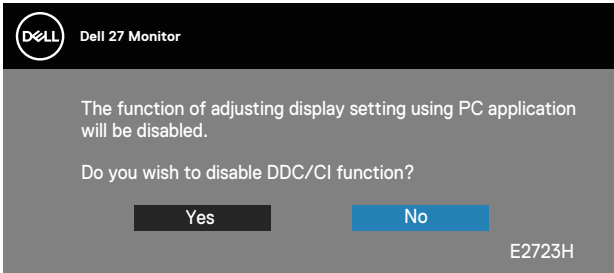 DELL Dell 27 Monitor
The function of adjusting display setting using PC application
will be disabled.
Do you wish to disable DDC/CI function?
Yes No
E2723H